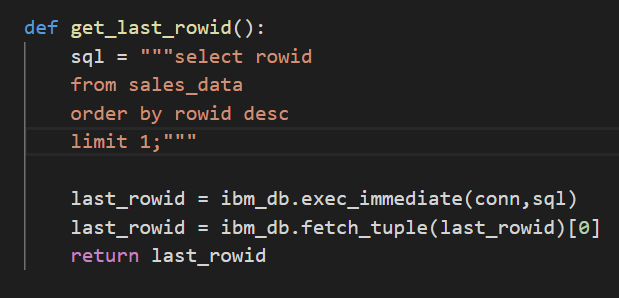 def get_last_rowid():
    sql = """select rowid
    from sales_data
    order by rowid desc
    limit 1;"""
    last_rowid = ibm_db.exec_immediate(conn,sql)
    last_rowid = ibm_db.fetch_tuple(last_rowid)[0]
    return last_rowid